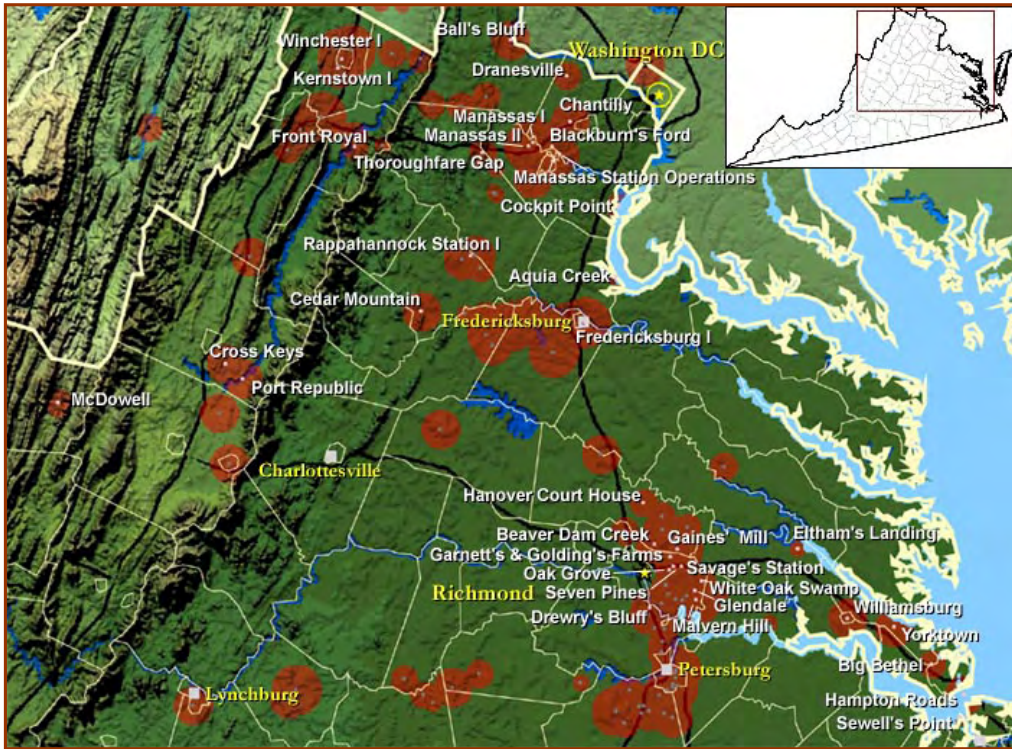 Ball's Bluff
Winchester I
Washington DC
Kernstown I
Dranesville
Chantilly
Manassas I
Manassas II
Blackburn's Ford
Front Royal
Thoroughfare Gap
Manassas Station Operations
Cockpit Point
Rappahannock Station I
Aquia Creek
Cedar Mountain
Fredericksburg
Fredericksburg I
Cross Keys
Port Republic
McDowell
Charlottesville
Hanover Court House
Beaver Dam Creek
Gaines' Mill
Eltham's Landing
Garnett's & Golding's Farms
Savage's Station
Oak Grove
White Oak Swamp
Richmond
Seven Pines
Glendale
Williamsburg
Drewry's Bluff
Malvern Hill
Yorktown
Big Bethel
Petersburg
Lynchburg
Hampton Roads
Sewell's Point